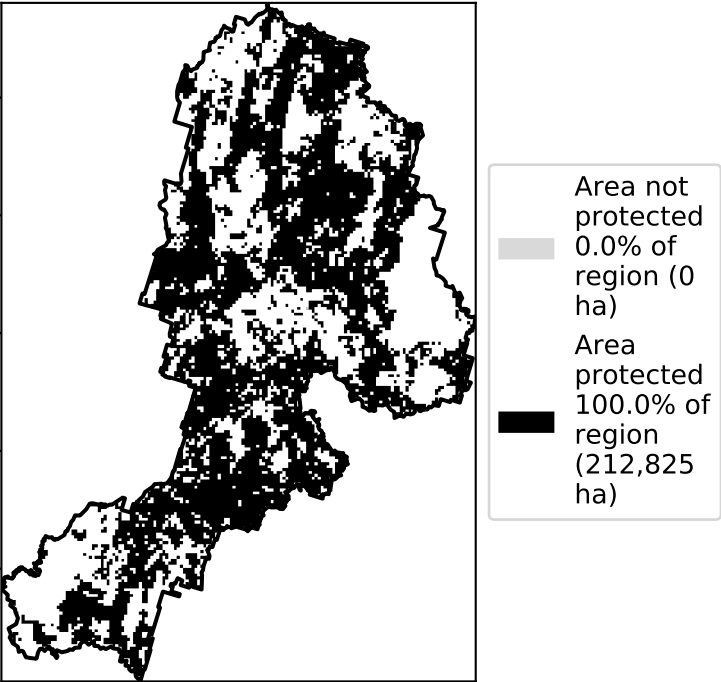 Area not
protected
0.0% of
region (0
ha)
Area
protected
100.0% of
region
(212,825
ha)